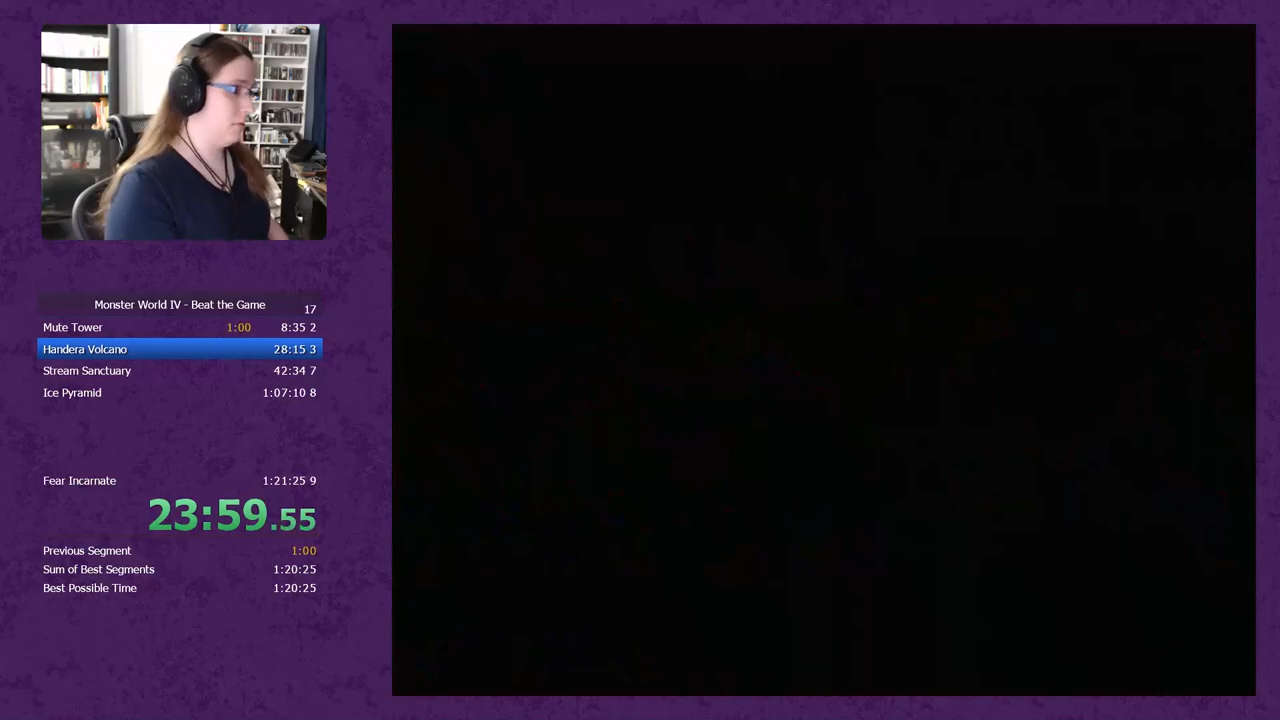 Monster World IV - Beat the Game
17
Mute Tower 1:00 8:35 2
Handera Volcano 28:15 3
Stream Sanctuary 42:34 7
Ice Pyramid 1:07:10 8
Fear Incarnate 1:21:25 9
23:59.55
Previous Segment 1:00
Sum of Best Segments 1:20:25
Best Possible Time 1:20:25